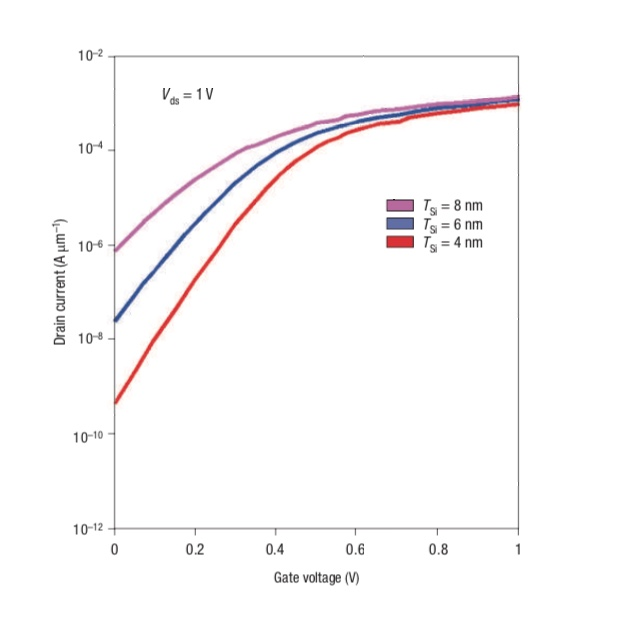 10⁻²
V_ds = 1 V
10⁻⁴
T_Si = 8 nm
T_Si = 6 nm
T_Si = 4 nm
10⁻⁶
10⁻⁸
10⁻¹⁰
10⁻¹²
Drain current (A μm⁻¹)
0 0.2 0.4 0.6 0.8 1
Gate voltage (V)